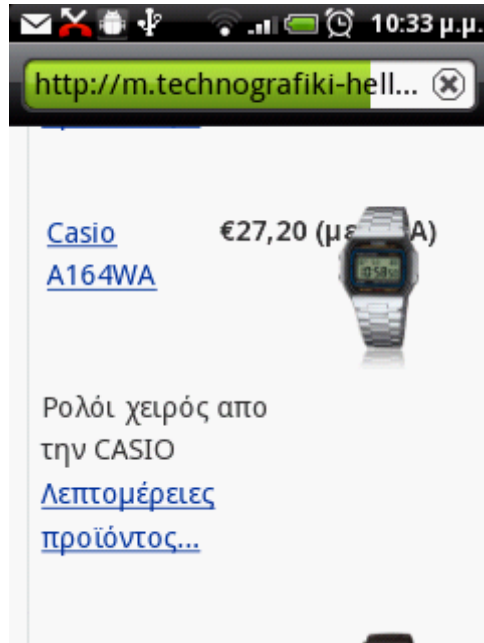 10:33 μ.μ.
http://m.technografiki-hell...
Casio
A164WA
€27,20 (με Α)
Ρολόι χειρός απο
την CASIO
Λεπτομέρειες
προϊόντος...